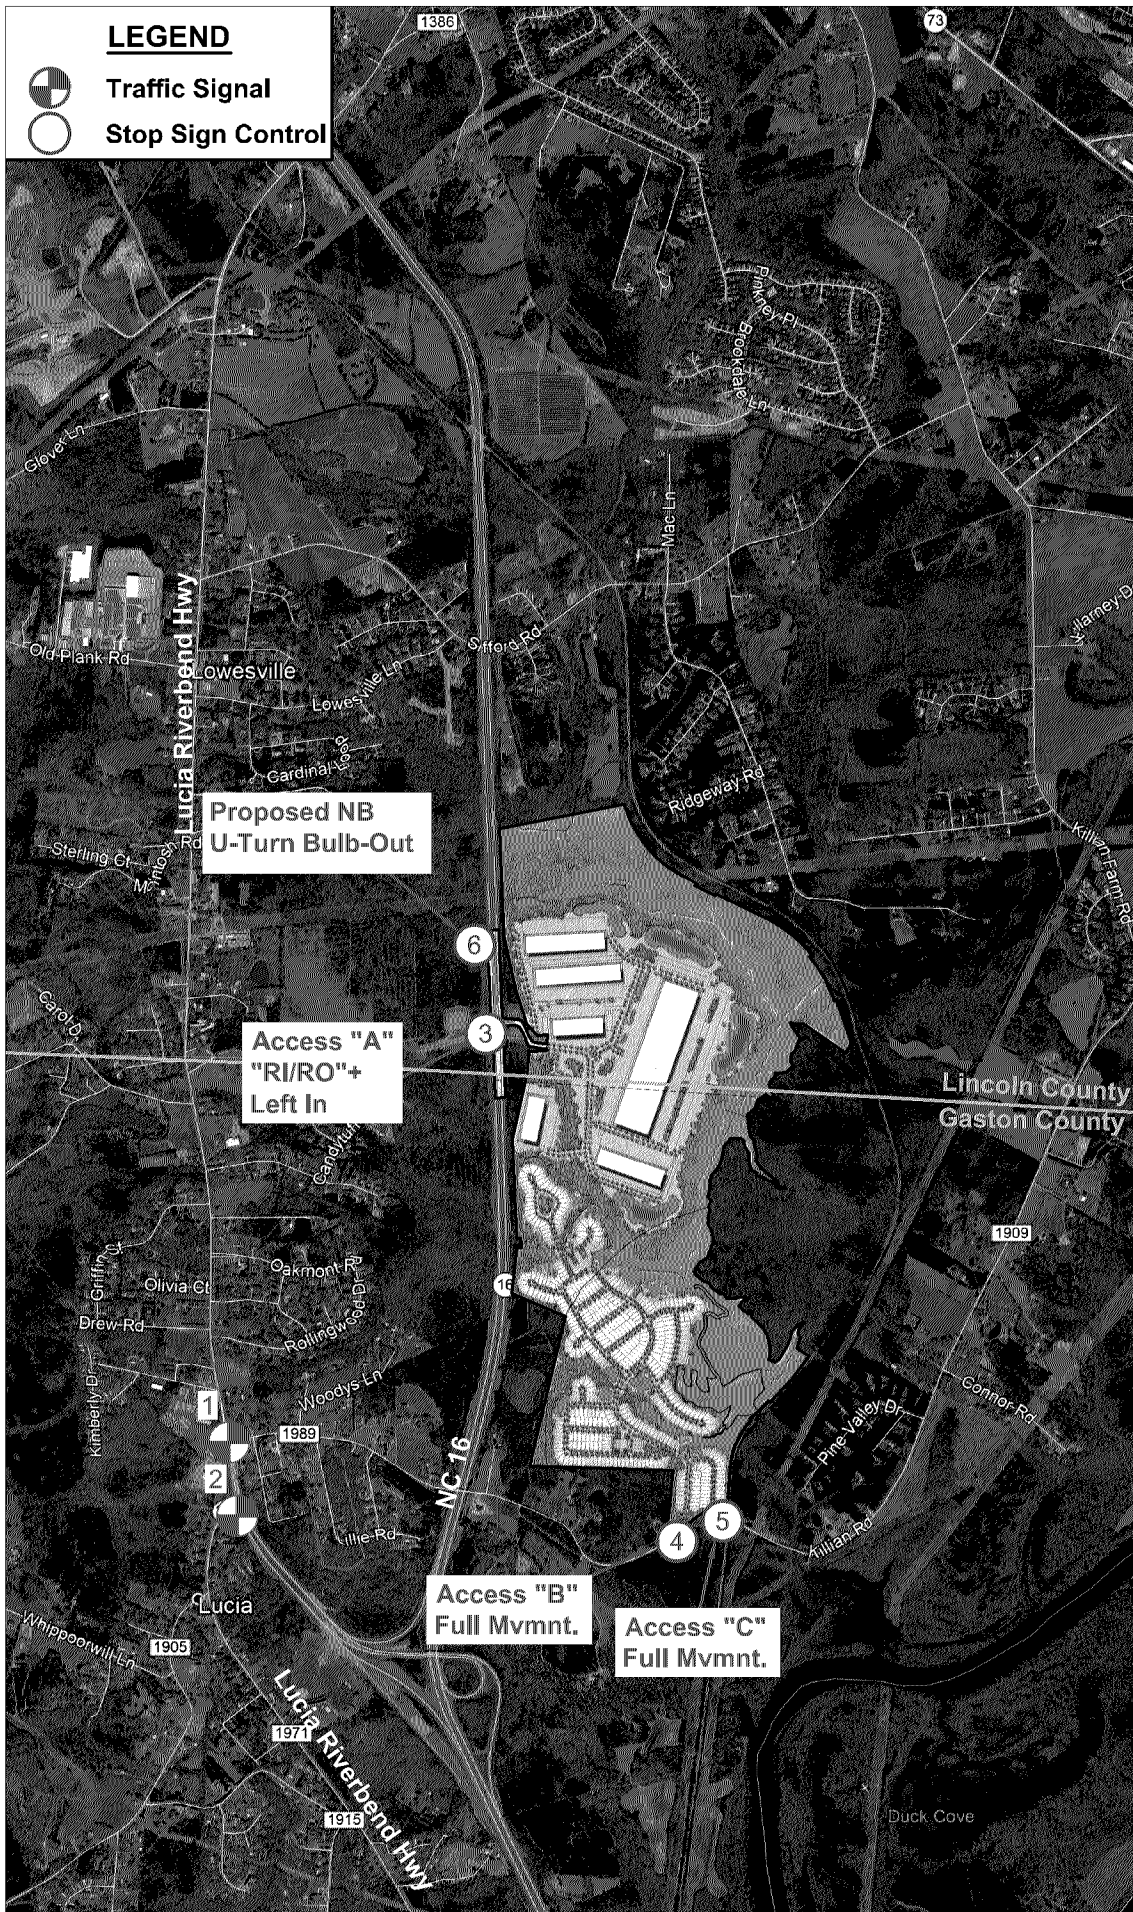 LEGEND
Traffic Signal
Stop Sign Control
1386
73
Pinkney Pl
Brookdale Ln
Glover Ln
Mac Ln
Lucia Riverbend Hwy
Killarney D
Sifford Rd
Old Plank Rd
Lowesville
Lowesville Ln
Cardinal Loop
Ridgeway Rd
Proposed NB
U-Turn Bulb-Out
Sterling Ct
McIntosh Rd
Killian Farm Rd
6
3
Carol D
Access "A"
"RI/RO"+
Left In
Lincoln County
Gaston County
Candytuft
1909
Griffin Ct
Oakmont R
Olivia Ct
16
Drew Rd
Rollingwood Dr
Woodys Ln
Kimberly Dr
Connor Rd
Pine Valley Dr
1
1989
2
NC 16
5
4
illie Rd
Killian Rd
Access "B"
Full Mvmnt.
Lucia
Access "C"
Full Mvmnt.
Whippoorwill Ln
1905
Lucia Riverbend Hwy
1971
1915
Duck Cove